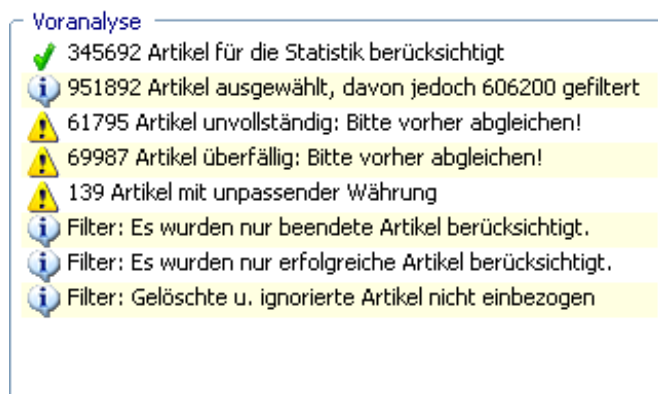 Voranalyse
345692 Artikel für die Statistik berücksichtigt
951892 Artikel ausgewählt, davon jedoch 606200 gefiltert
61795 Artikel unvollständig: Bitte vorher abgleichen!
69987 Artikel überfällig: Bitte vorher abgleichen!
139 Artikel mit unpassender Währung
Filter: Es wurden nur beendete Artikel berücksichtigt.
Filter: Es wurden nur erfolgreiche Artikel berücksichtigt.
Filter: Gelöschte u. ignorierte Artikel nicht einbezogen